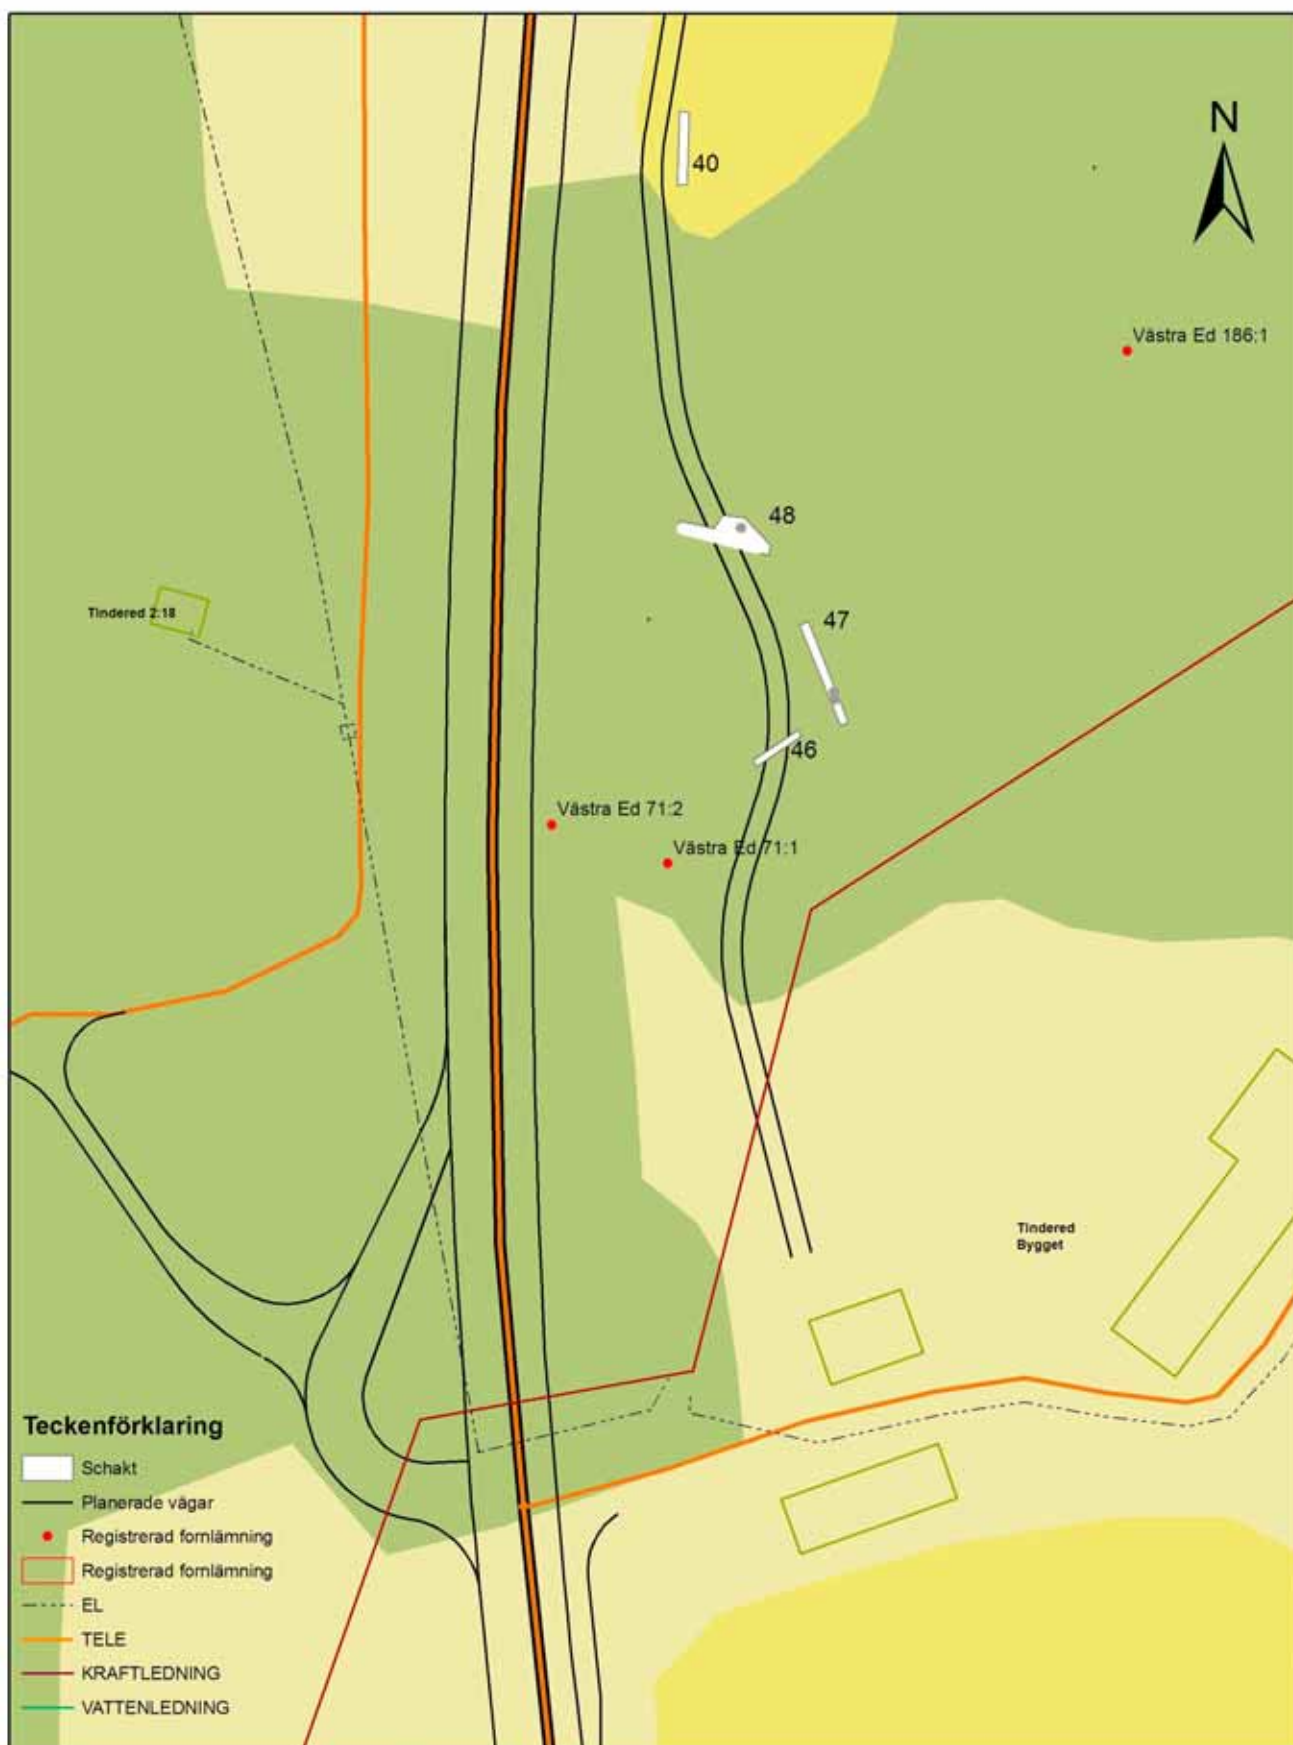 N
40
Västra Ed 186:1
48
Tindered 2:18
47
46
Västra Ed 71:2
Västra Ed 71:1
Tindered
Bygget
Teckenförklaring
Schakt
Planerade vägar
Registrerad fornlämning
Registrerad fornlämning
EL
TELE
KRAFTLEDNING
VATTENLEDNING